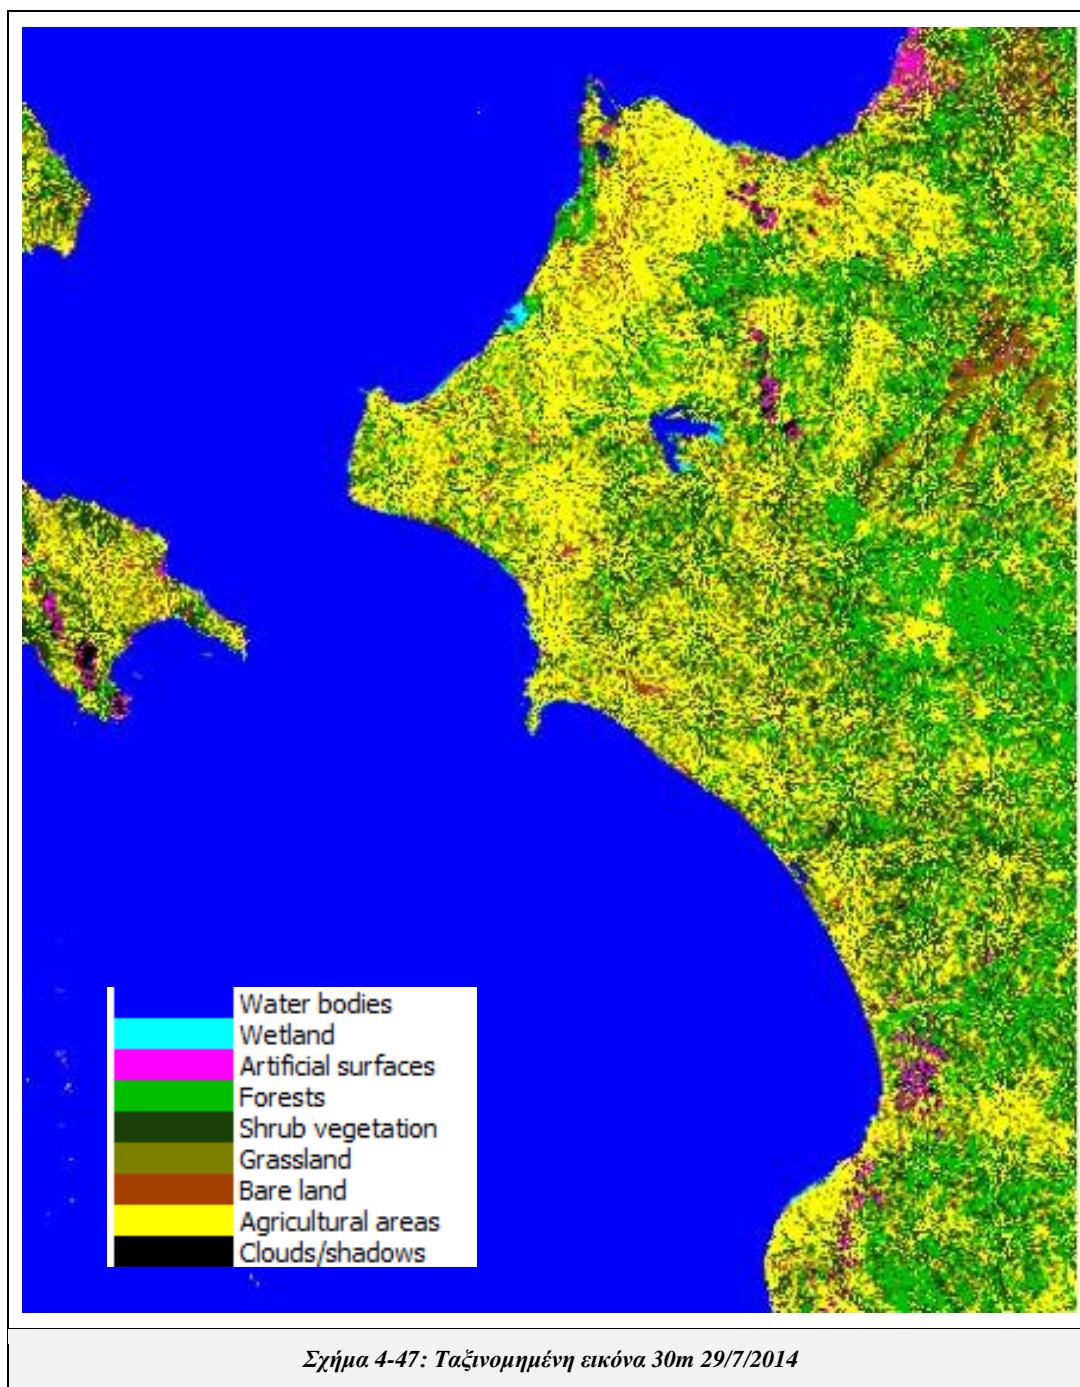 Water bodies
Wetland
Artificial surfaces
Forests
Shrub vegetation
Grassland
Bare land
Agricultural areas
Clouds/shadows
Σχήμα 4-47: Ταξινομημένη εικόνα 30m 29/7/2014